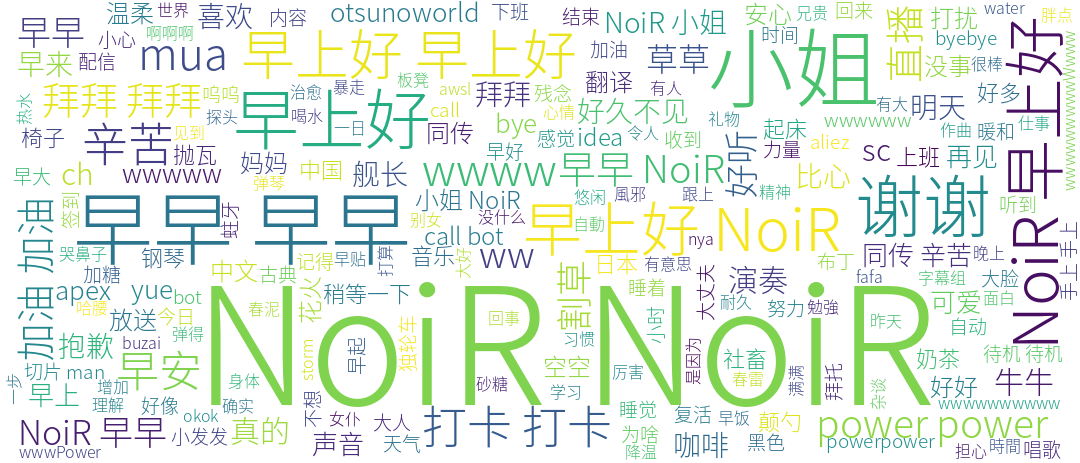 温柔 世界 喜欢 内容 otsunoworld 下班 结束 NoiR 小姐 安心 兄贵 回来 water 胖点
早早 小心 啊啊啊 mua 早上好 早上好 加油 草草 小姐 时间 直播 打扰 byebye 早上好
早来 配信 板凳 awsl 翻译 有人 没事 很棒
拜拜 拜拜 呜呜 治愈 暴走 call 拜拜 残念 好久不见 礼物 有大 明天 好多
热水 探头 早上好 喝水 心情 bye 感觉 idea 令人 收到 起床 wwwwww 作曲 仕事
椅子 辛苦 见到 一日 同传 早好 好听 力量 aliez 暖和
抛瓦 妈妈 中国 舰长 wwww 早早 NoiR sc 上班 再见
早大 ch wwwww 弹琴 小姐 NoiR 悠闲 風邪 跟上 精神 比心 谢谢 听到 NoiR 早上好
加油 加油 签到 早早 早早 蛀牙 别女 没什么 早上好 NoiR 自動 nya 布丁 同传 辛苦 晚上 手上 手上
哭鼻子 钢琴 call bot 音乐 大好 ww 日本 有意思 字幕组 大脸
加糖 中文 古典 记得 早贴 打算 割草 睡着 大丈夫 演奏 fafa
apex yue bot 花火 稍等一下 耐久 努力 勉強 可爱 面白
哈腰 放送 今日 春泥 NoiR NoiR 回事 小时 昨天 自动
抱歉 buzai 弹得 早起 独轮车 习惯 是因为 社畜 待机 待机
一步 切片 man 早安 身体 storm 砂糖 空空 厉害 春雷 满满 拜托 奶茶 牛牛
早上 增加 理解 好像 okok 确实 不想 女仆 大人 学习 睡觉 复活 早饭 杂谈 好好 wwwwwwwwwww
NoiR 早早 小发发 真的 声音 天气 打卡 打卡 为啥 降温 咖啡 黑色 颠勺 power power
wwwPower powerpower 担心 時間 唱歌